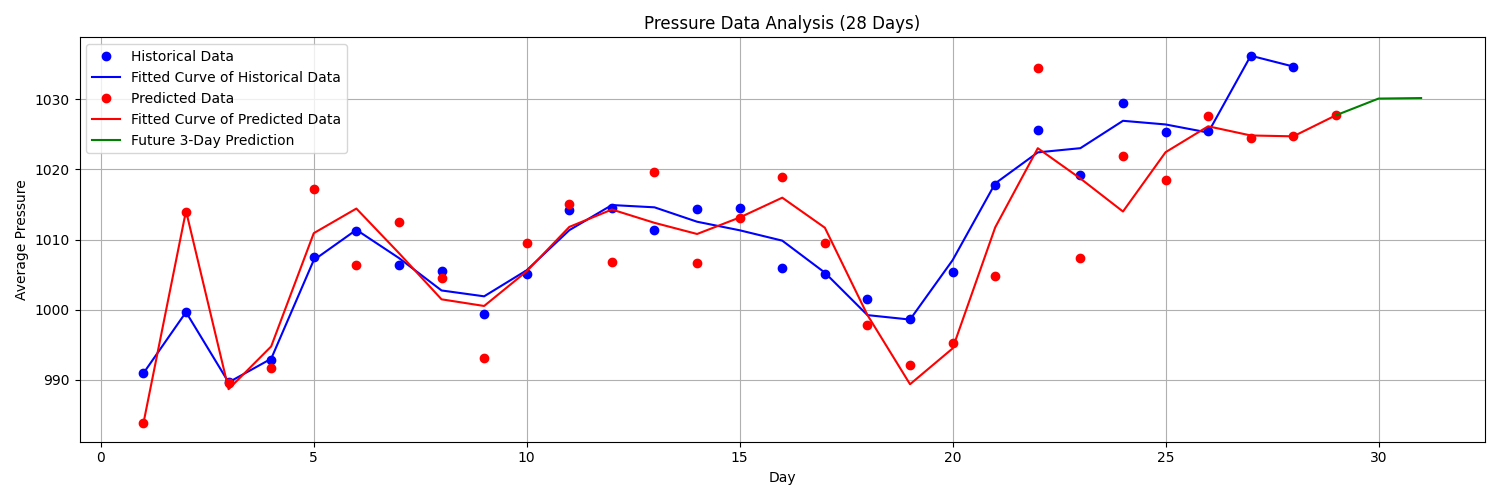 Pressure Data Analysis (28 Days)
Historical Data
Fitted Curve of Historical Data
Predicted Data
Fitted Curve of Predicted Data
Future 3-Day Prediction
Average Pressure
1030
1020
1010
1000
990
0 5 10 15 20 25 30
Day